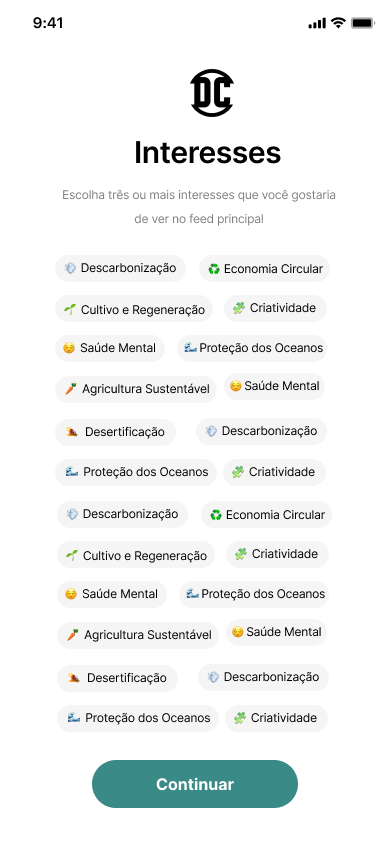 9:41
DC
Interesses
Escolha três ou mais interesses que você gostaria
de ver no feed principal
Descarbonização Economia Circular
Cultivo e Regeneração Criatividade
Saúde Mental Proteção dos Oceanos
Agricultura Sustentável Saúde Mental
Desertificação Descarbonização
Proteção dos Oceanos Criatividade
Descarbonização Economia Circular
Cultivo e Regeneração Criatividade
Saúde Mental Proteção dos Oceanos
Agricultura Sustentável Saúde Mental
Desertificação Descarbonização
Proteção dos Oceanos Criatividade
Continuar